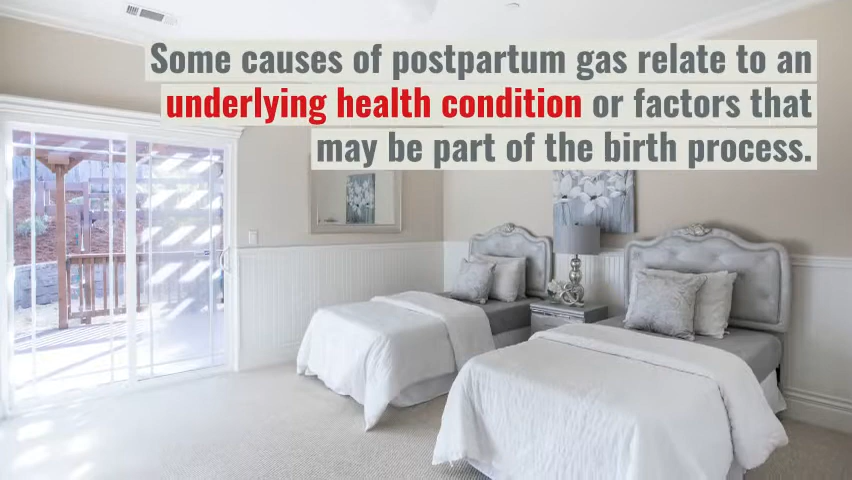 Some causes of postpartum gas relate to an
underlying health condition or factors that
may be part of the birth process.